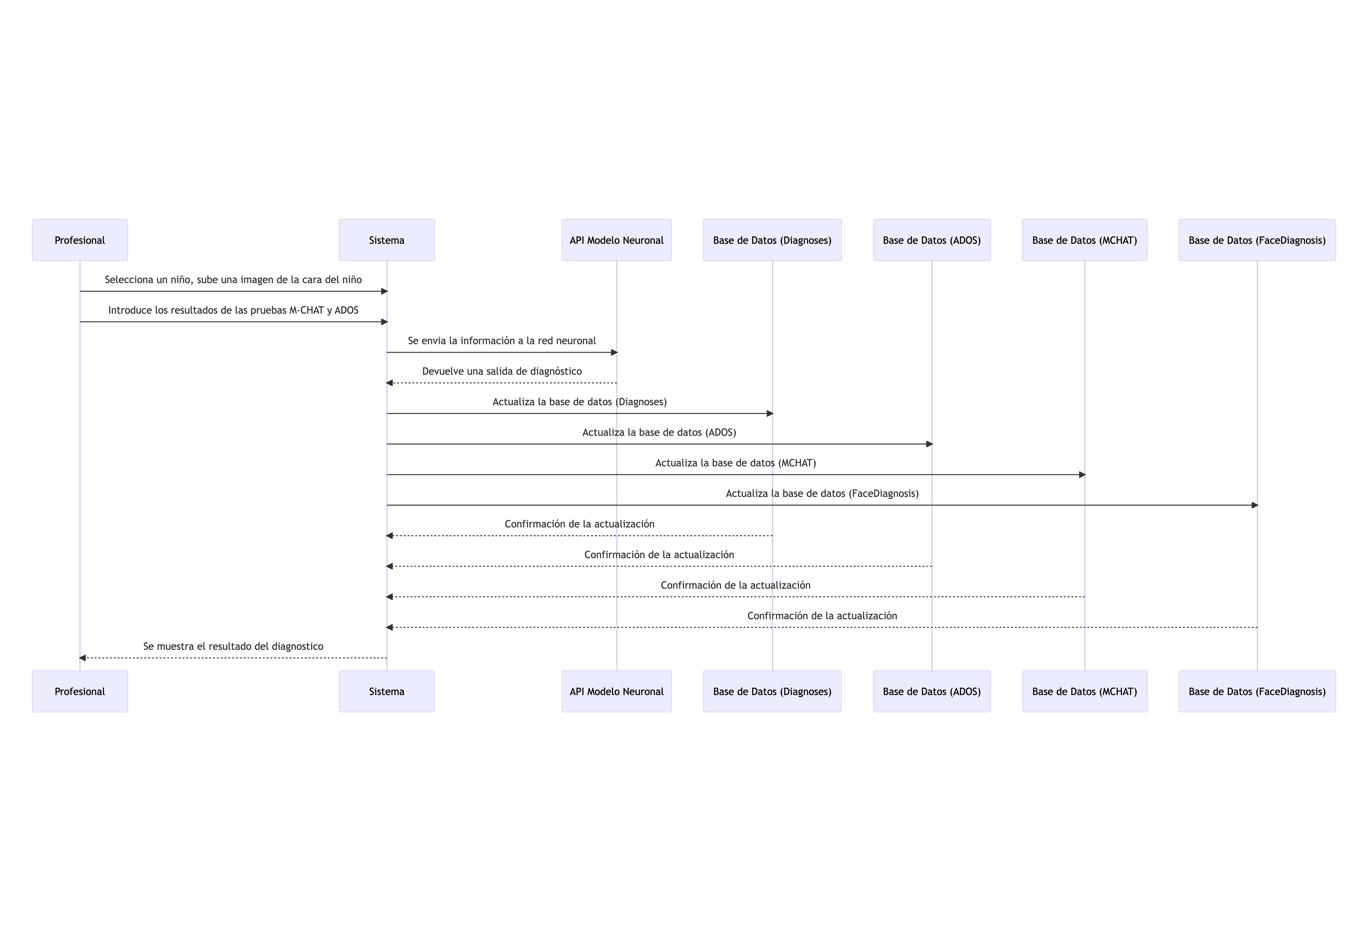 Profesional
Sistema
API Modelo Neuronal
Base de Datos (Diagnoses)
Base de Datos (ADOS)
Base de Datos (MCHAT)
Base de Datos (FaceDiagnosis)
Selecciona un niño, sube una imagen de la cara del niño
Introduce los resultados de las pruebas M-CHAT y ADOS
Se envia la información a la red neuronal
Devuelve una salida de diagnóstico
Actualiza la base de datos (Diagnoses)
Actualiza la base de datos (ADOS)
Actualiza la base de datos (MCHAT)
Actualiza la base de datos (FaceDiagnosis)
Confirmación de la actualización
Confirmación de la actualización
Confirmación de la actualización
Confirmación de la actualización
Se muestra el resultado del diagnostico
Profesional
Sistema
API Modelo Neuronal
Base de Datos (Diagnoses)
Base de Datos (ADOS)
Base de Datos (MCHAT)
Base de Datos (FaceDiagnosis)